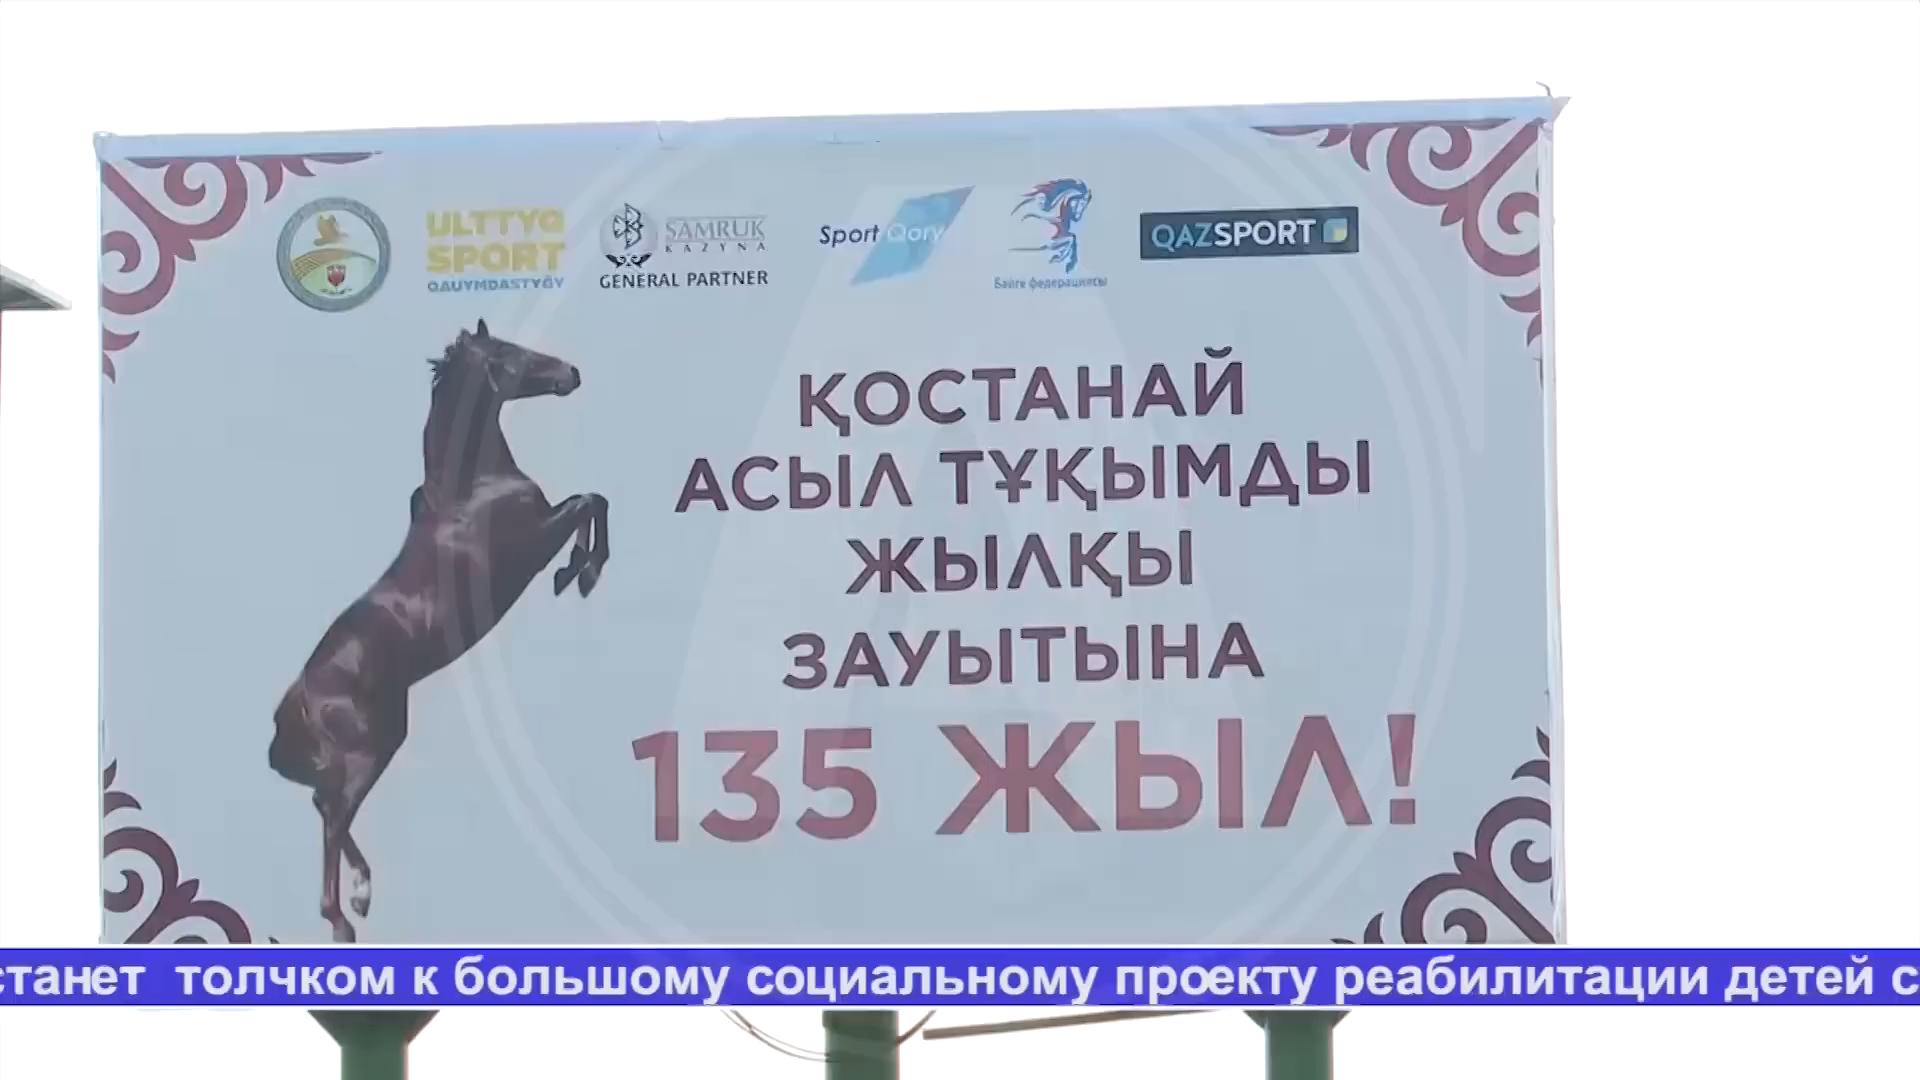 ULTTYQ
SPORT
QAUYMDASTYǴY
SAMRUK
KAZYNA
GENERAL PARTNER
Sport Qory
Бәйге федерациясы
QAZSPORT
ҚОСТАНАЙ
АСЫЛ ТҰҚЫМДЫ
ЖЫЛҚЫ
ЗАУЫТЫНА
135 ЖЫЛ!
станет толчком к большому социальному проекту реабилитации детей с